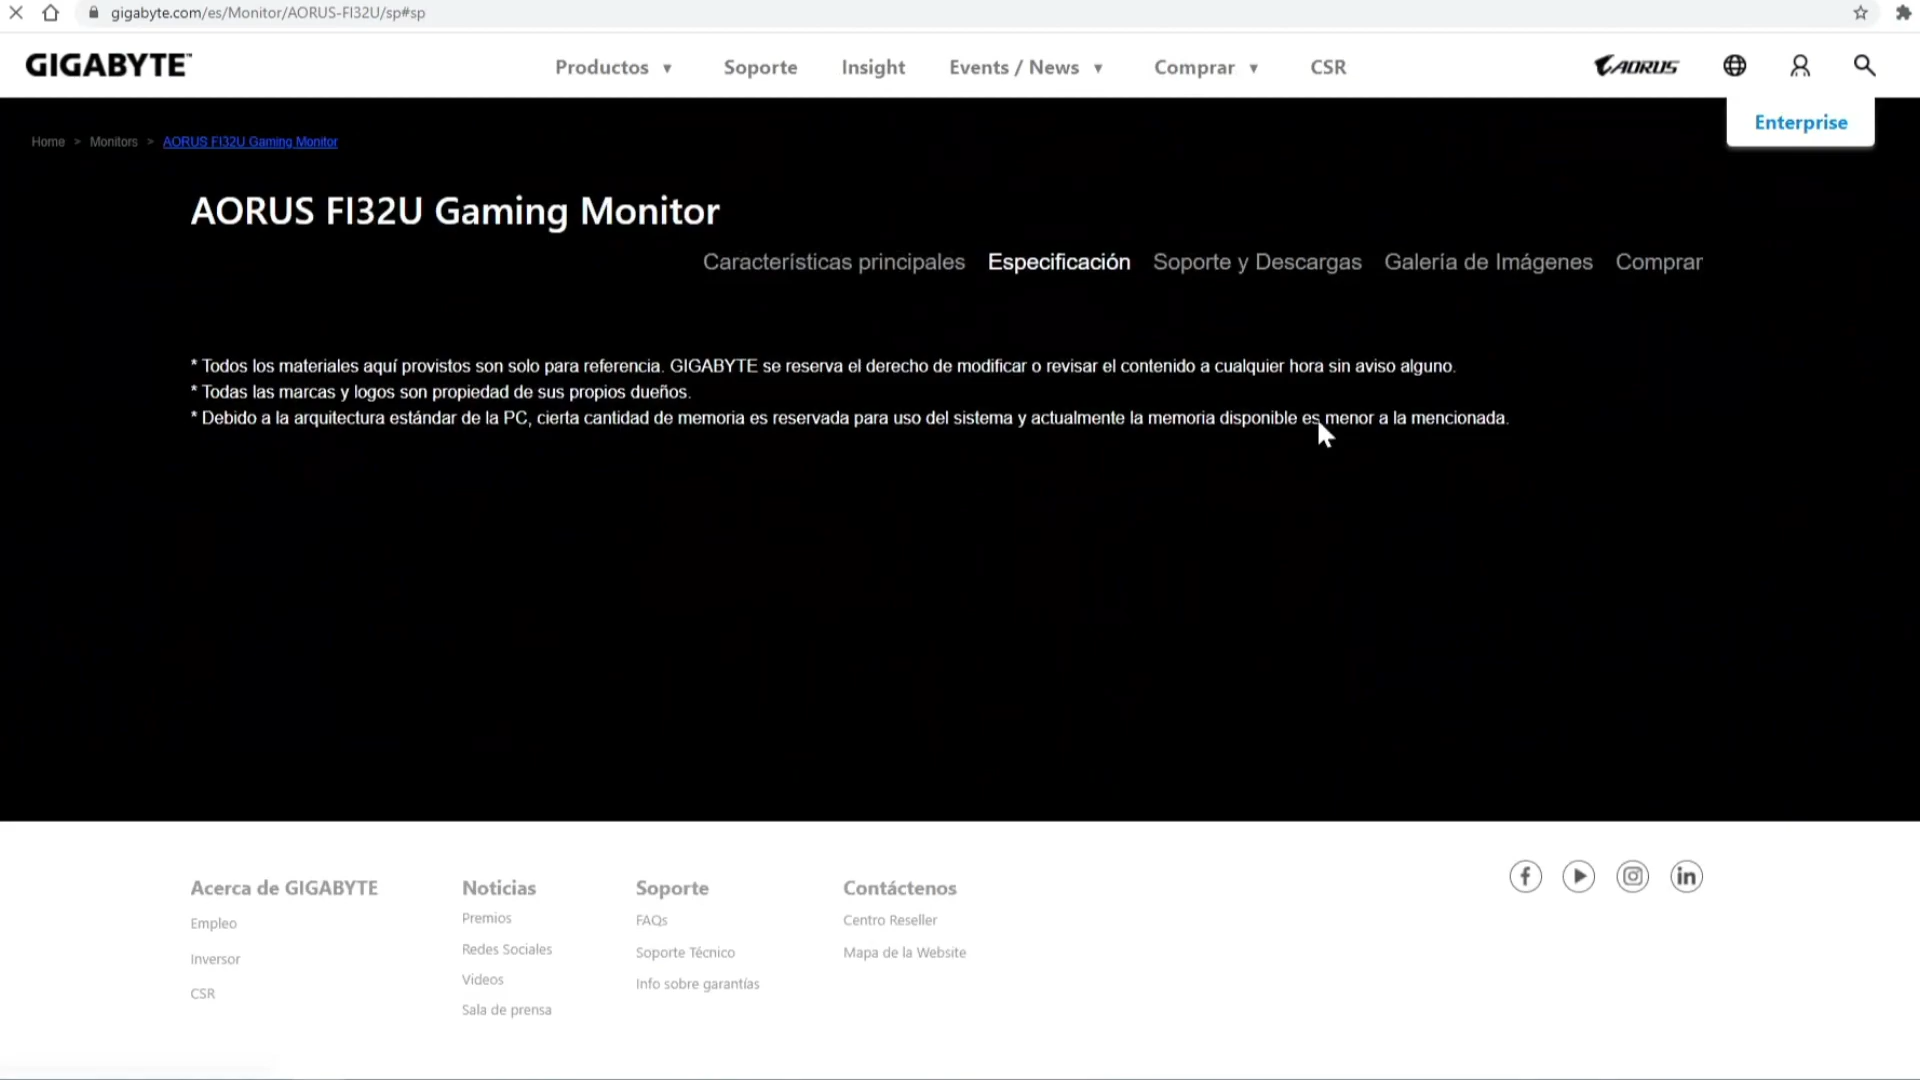 gigabyte.com/es/Monitor/AORUS-FI32U/sp#sp
GIGABYTE™
Productos ▼ Soporte Insight Events / News ▼ Comprar ▼ CSR
AORUS
Enterprise
Home > Monitors > AORUS FI32U Gaming Monitor
AORUS FI32U Gaming Monitor
Características principales Especificación Soporte y Descargas Galería de Imágenes Comprar
* Todos los materiales aquí provistos son solo para referencia. GIGABYTE se reserva el derecho de modificar o revisar el contenido a cualquier hora sin aviso alguno.
* Todas las marcas y logos son propiedad de sus propios dueños.
* Debido a la arquitectura estándar de la PC, cierta cantidad de memoria es reservada para uso del sistema y actualmente la memoria disponible es menor a la mencionada.
Acerca de GIGABYTE
Empleo
Inversor
CSR
Noticias
Premios
Redes Sociales
Videos
Sala de prensa
Soporte
FAQs
Soporte Técnico
Info sobre garantías
Contáctenos
Centro Reseller
Mapa de la Website